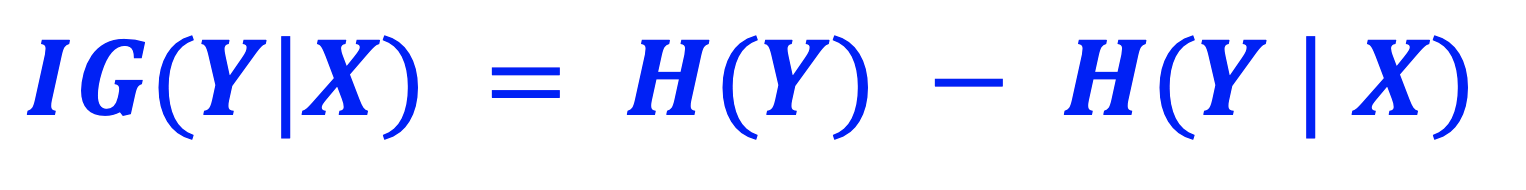 IG(Y|X) = H(Y) − H(Y | X)